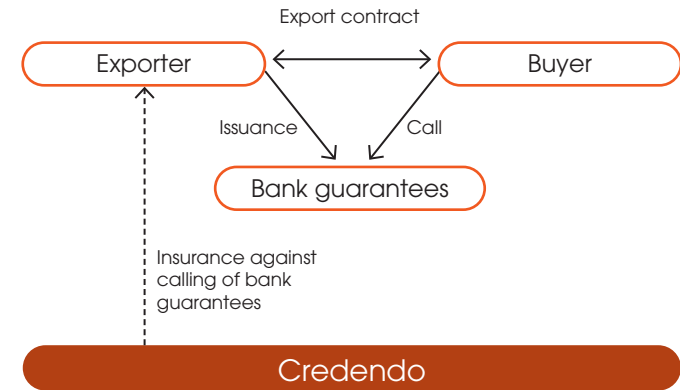 Export contract
Exporter
Buyer
Issuance
Call
Bank guarantees
Insurance against
calling of bank
guarantees
Credendo